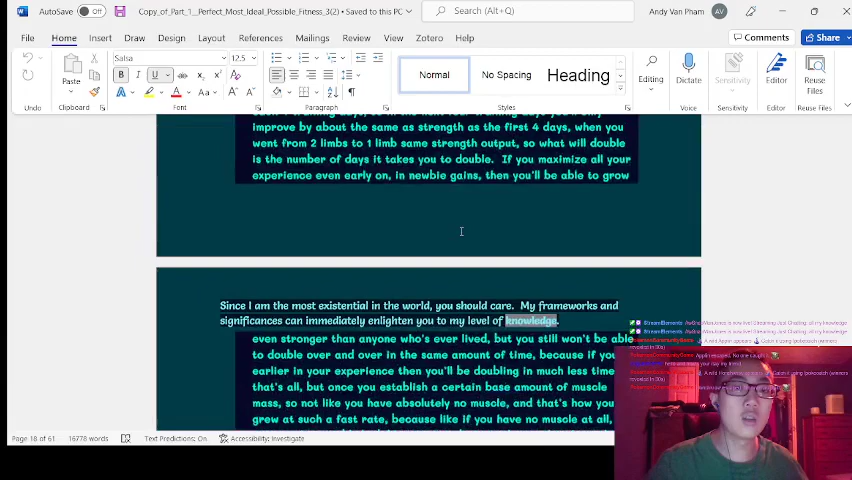 Copy_of_Part_1__Perfect_Most_Ideal_Possible_Fitness_3(2) • Saved to this PC
Search (Alt+Q)
Andy Van Pham
AV
File Home Insert Draw Design Layout References Mailings Review View Zotero Help
Comments
Share
Salsa
12.5
Paste
B I U
Normal
No Spacing
Heading
Editing
Dictate
Sensitivity
Editor
Reuse Files
Undo
Clipboard
Font
Paragraph
Styles
Voice
Sensitivity
Editor
Reuse Files
AutoSave Off
improve by about the same as strength as the first 4 days, when you
went from 2 limbs to 1 limb same strength output, so what will double
is the number of days it takes you to double. If you maximize all your
experience even early on, in newbie gains, then you'll be able to grow
Since I am the most existential in the world, you should care. My frameworks and
significances can immediately enlighten you to my level of knowledge.
even stronger than anyone who's ever lived, but you still won't be able
to double over and over in the same amount of time, because if you
earlier in your experience then you'll be doubling in much less time
that's all, but once you establish a certain base amount of muscle
mass, so not like you have absolutely no muscle, and that's how you
grew at such a fast rate, because like if you have no muscle at all,
Page 18 of 61
16778 words
Text Predictions: On
Accessibility: Investigate
StreamElements
StreamElements
PokemonCommunityGame